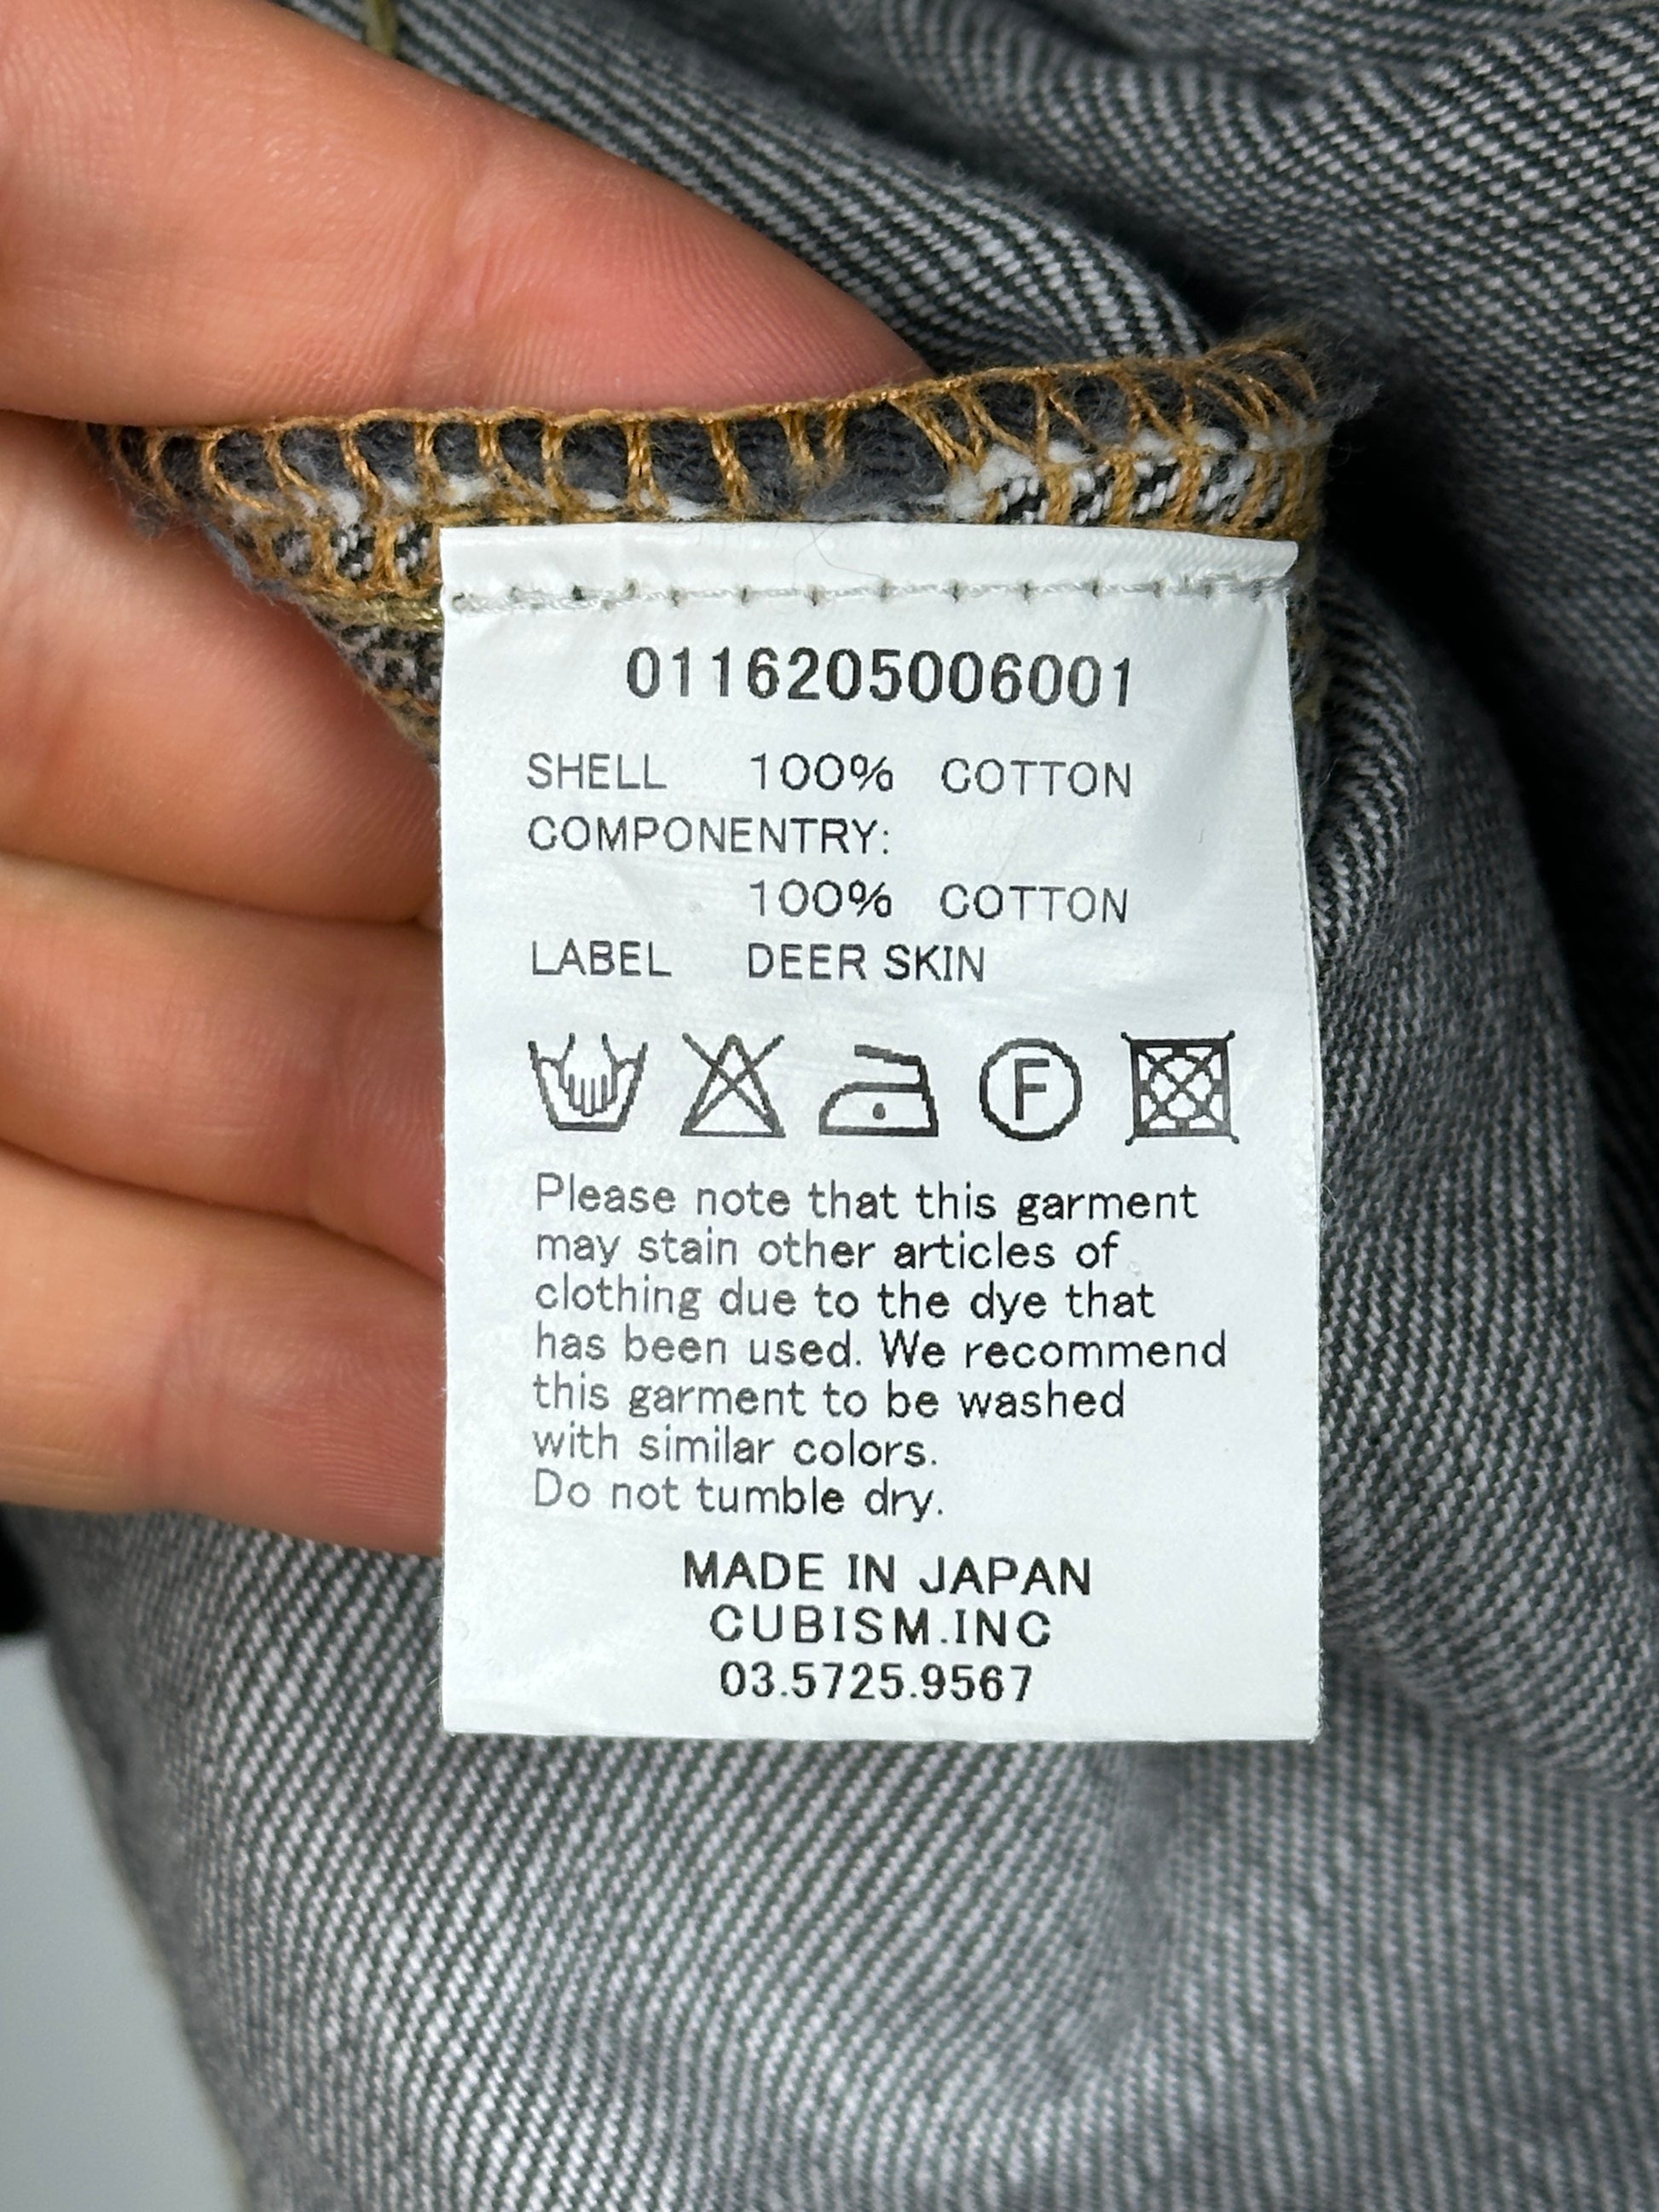 0116205006001
SHELL 100% COTTON
COMPONENTRY:
100% COTTON
LABEL DEER SKIN
F
Please note that this garment
may stain other articles of
clothing due to the dye that
has been used. We recommend
this garment to be washed
with similar colors.
Do not tumble dry.
MADE IN JAPAN
CUBISM.INC
03.5725.9567